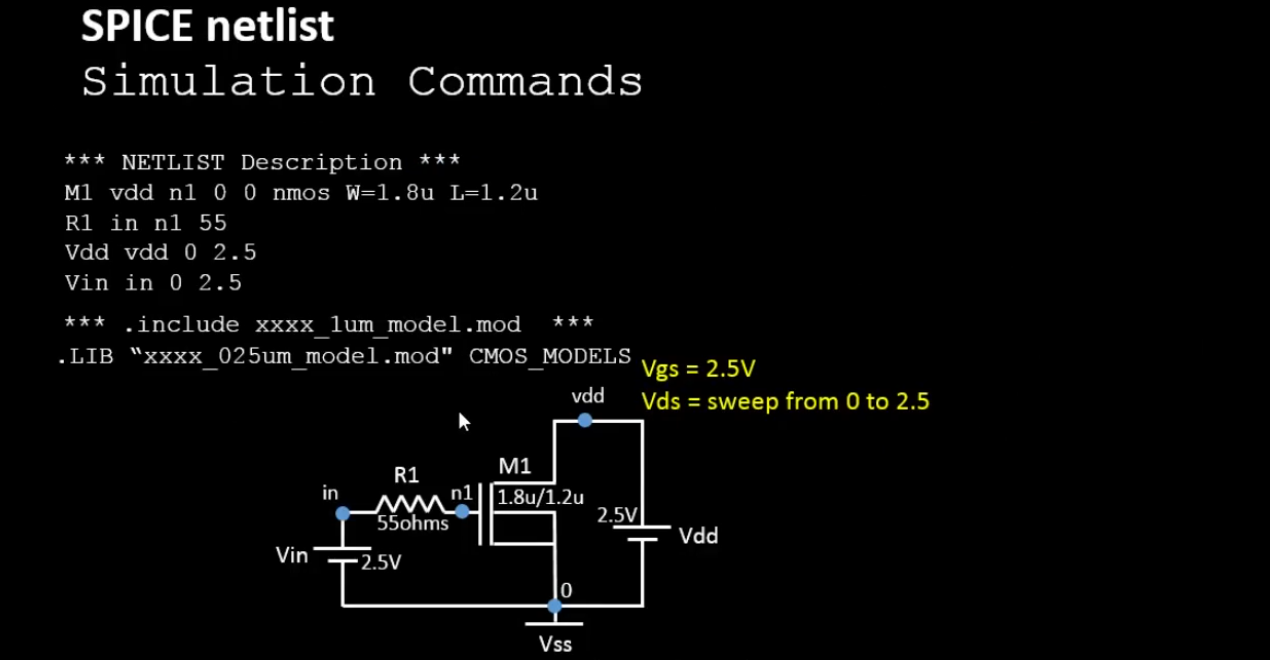 SPICE netlist
Simulation Commands
*** NETLIST Description ***
M1 vdd n1 0 0 nmos W=1.8u L=1.2u
R1 in n1 55
Vdd vdd 0 2.5
Vin in 0 2.5
*** .include xxxx_1um_model.mod ***
.LIB “xxxx_025um_model.mod" CMOS_MODELS
Vgs = 2.5V
Vds = sweep from 0 to 2.5
vdd
M1
R1
in
n1
1.8u/1.2u
55ohms
2.5V
Vdd
Vin
2.5V
0
Vss